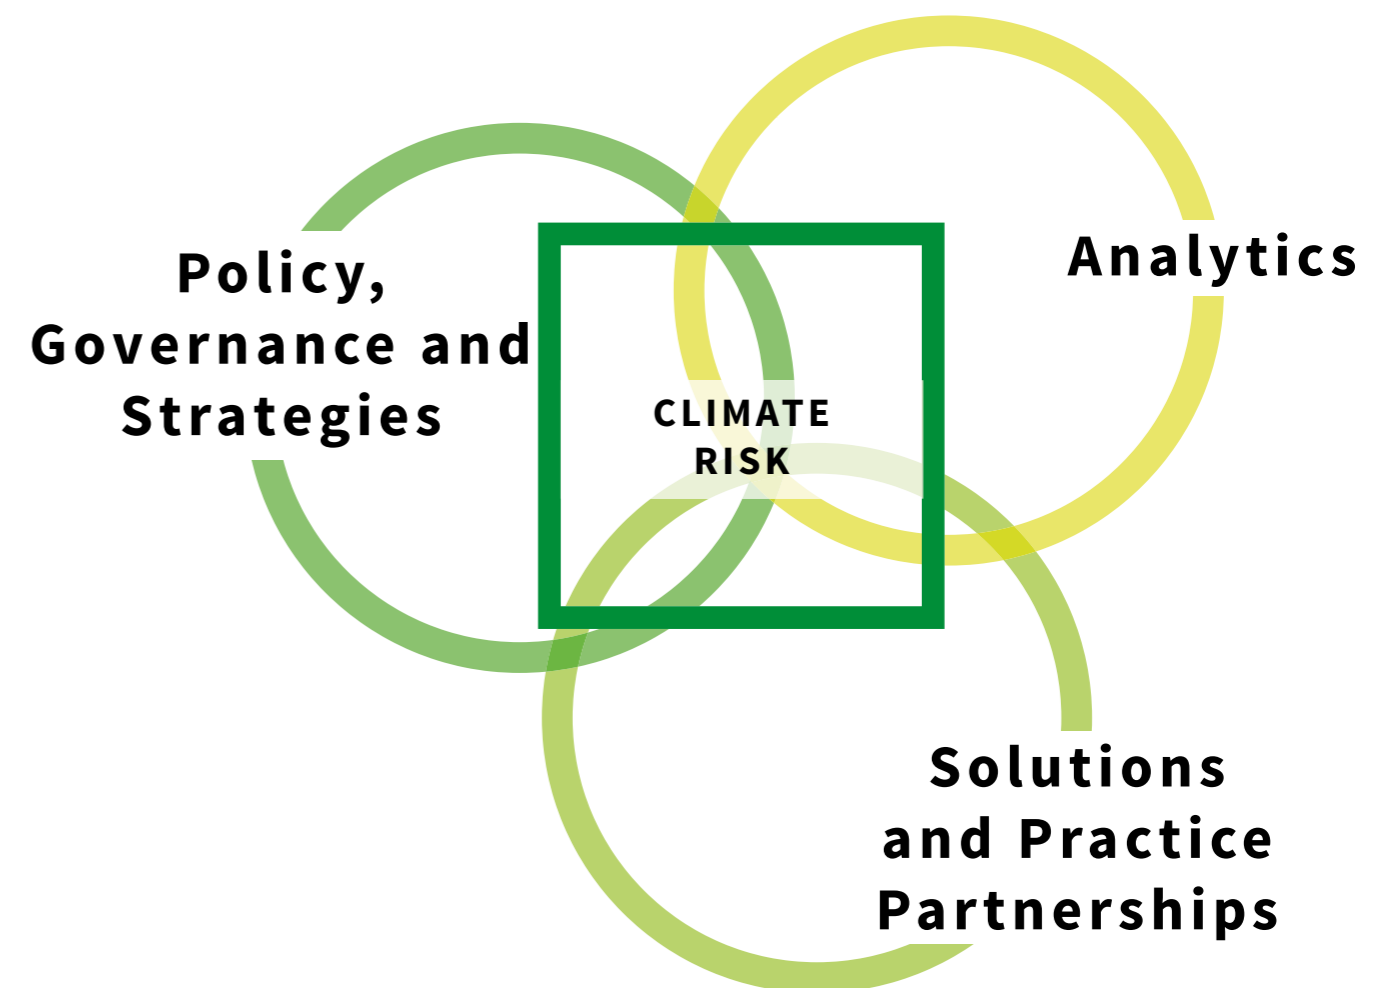 Policy,
Governance and
Strategies
Analytics
CLIMATE
RISK
Solutions
and Practice
Partnerships